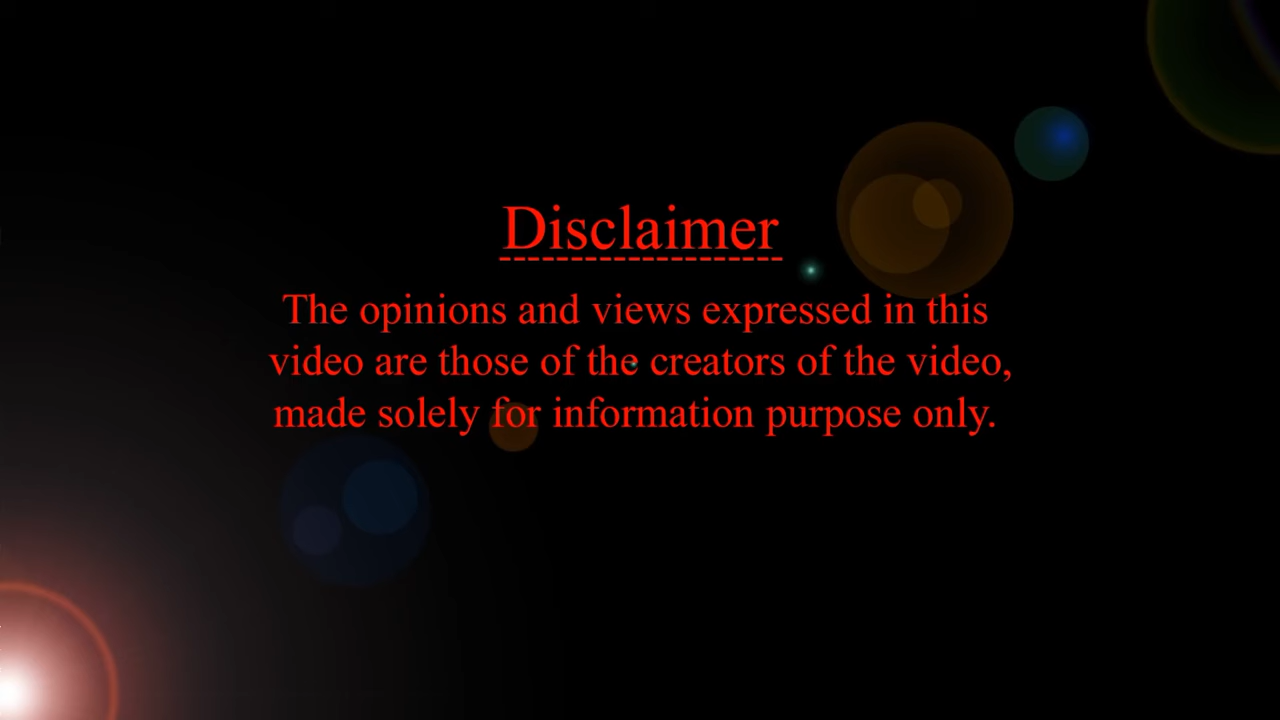 Disclaimer
The opinions and views expressed in this
video are those of the creators of the video,
made solely for information purpose only.